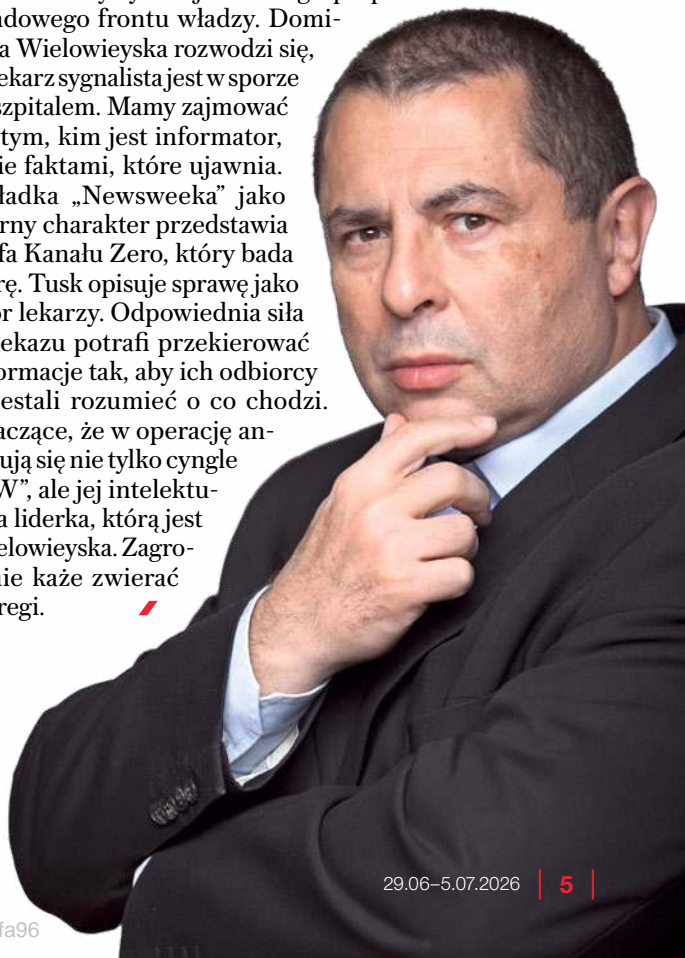 ndowego frontu władzy. Domi-
a Wielowieyska rozwodzi się,
ekarz sygnalista jest w sporze
szpitalem. Mamy zajmować
tym, kim jest informator,
ie faktami, które ujawnia.
ładka „Newsweeka” jako
rny charakter przedstawia
fa Kanału Zero, który bada
rę. Tusk opisuje sprawę jako
r lekarzy. Odpowiednia siła
ekazu potrafi przekierować
ormacje tak, aby ich odbiorcy
estali rozumieć o co chodzi.
aczące, że w operację an-
ują się nie tylko cyngle
W”, ale jej intelektu-
a liderka, którą jest
elowieyska. Zagro-
nie każe zwierać
regi.
29.06–5.07.2026 | 5 |
fa96